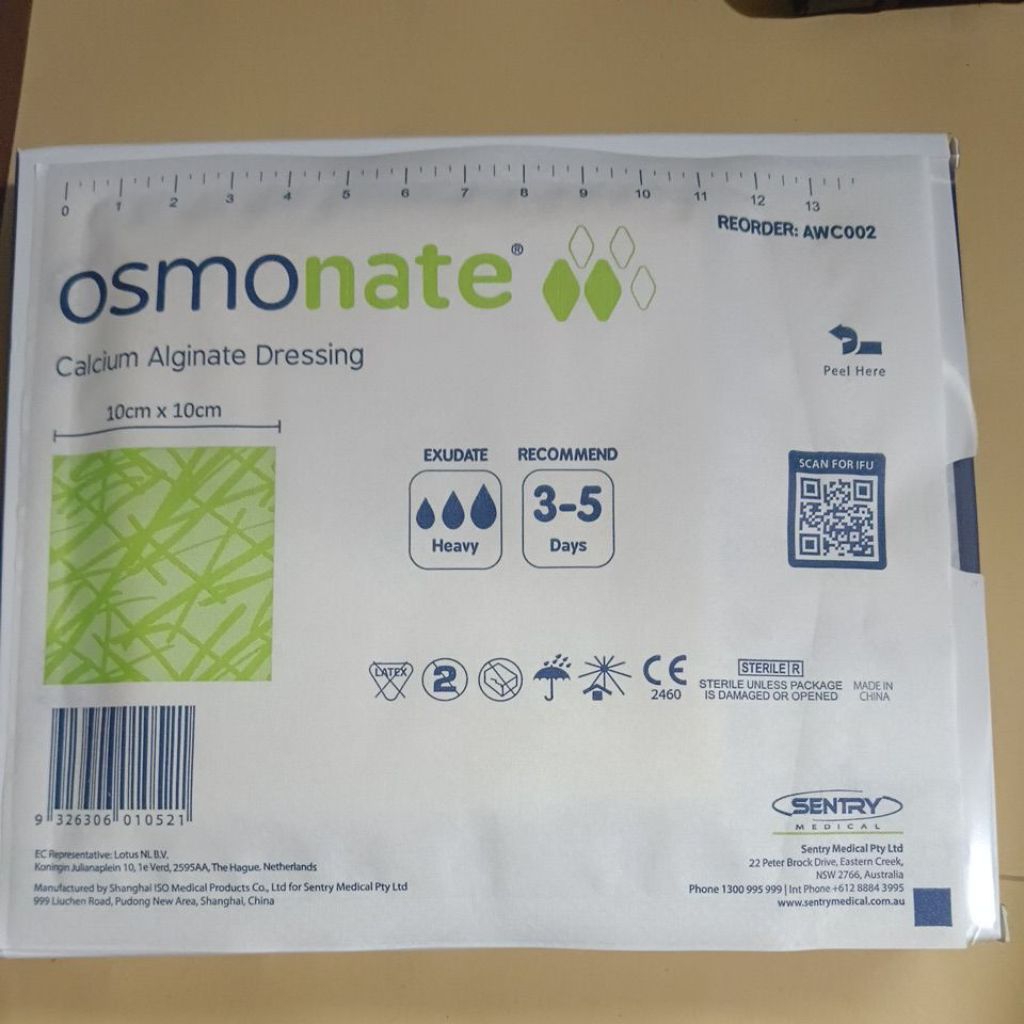 0 1 2 3 4 5 6 7 8 9 10 11 12 13
REORDER: AWC002
osmonate®
Calcium Alginate Dressing
Peel Here
10cm x 10cm
EXUDATE
Heavy
RECOMMEND
3-5
Days
SCAN FOR IFU
LATEX
2
CE
2460
STERILE R
STERILE UNLESS PACKAGE
IS DAMAGED OR OPENED
MADE IN
CHINA
9 326306 010521
SENTRY
MEDICAL
EC Representative: Lotus NL B.V.
Koningin Julianaplein 10, 1e Verd, 2595AA, The Hague, Netherlands
Manufactured by Shanghai ISO Medical Products Co., Ltd for Sentry Medical Pty Ltd
999 Liuchen Road, Pudong New Area, Shanghai, China
Sentry Medical Pty Ltd
22 Peter Brock Drive, Eastern Creek,
NSW 2766, Australia
Phone 1300 995 999 | Int Phone +612 8884 3995
www.sentrymedical.com.au